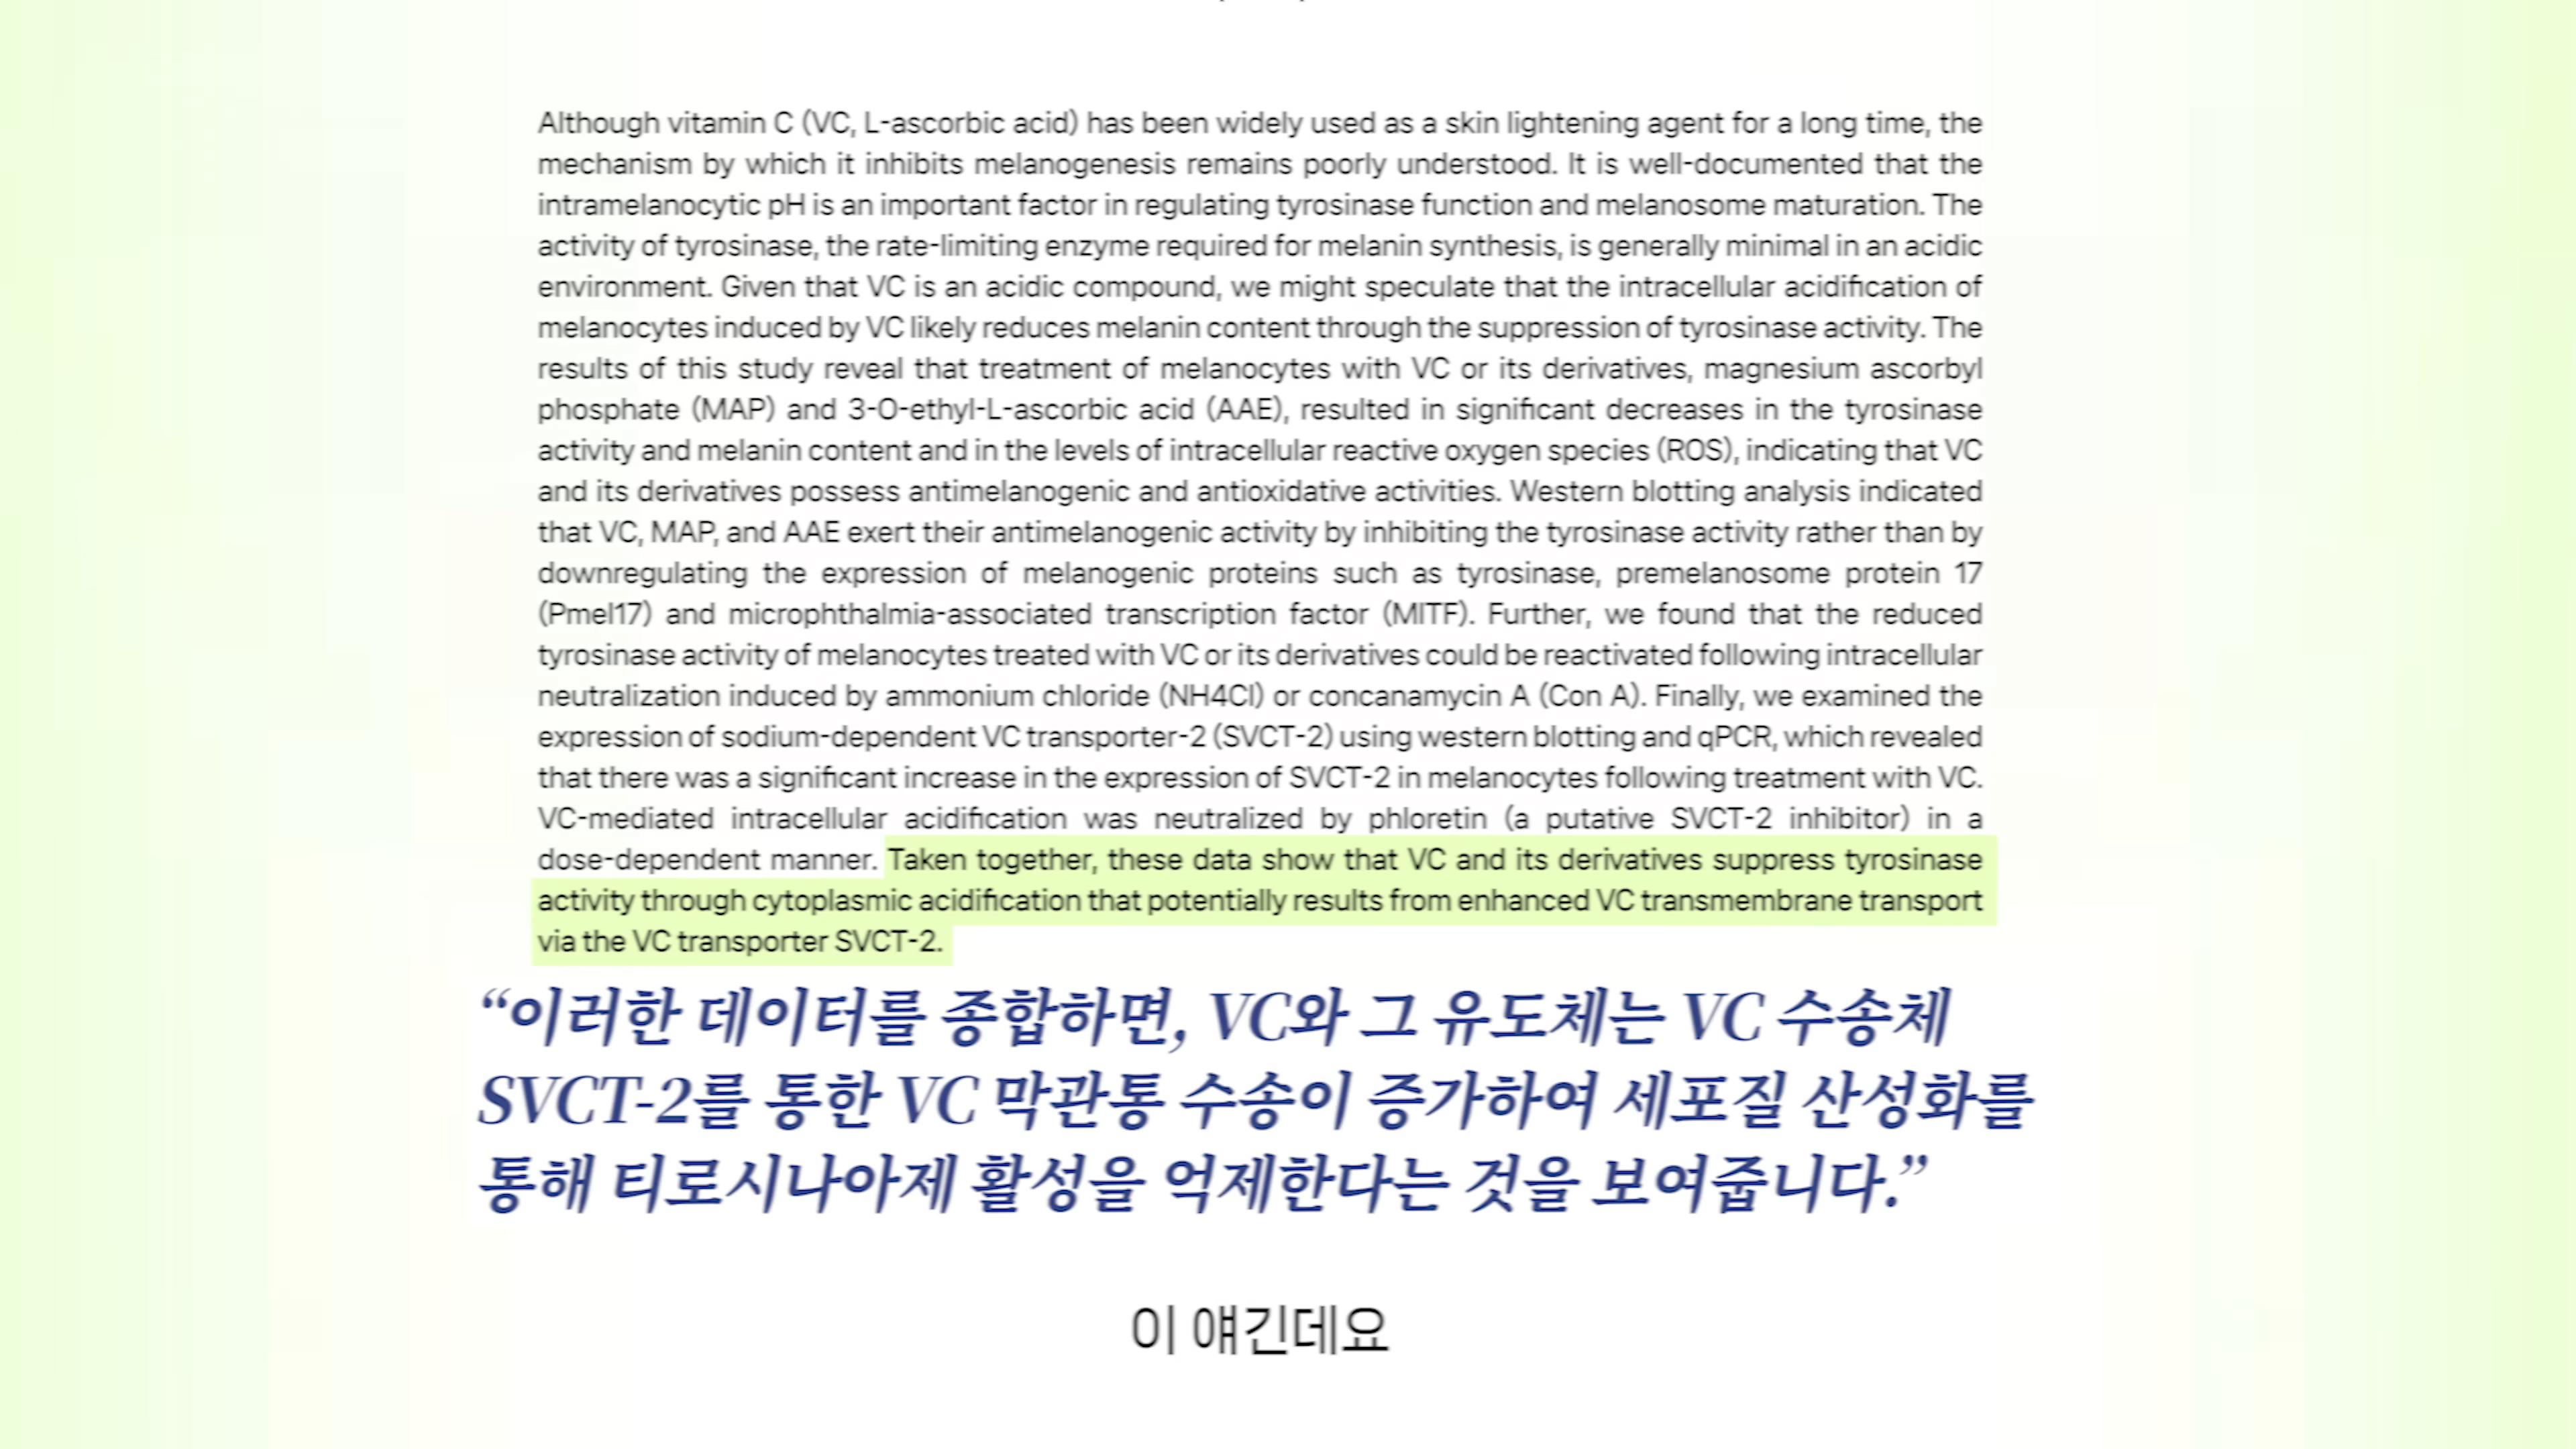 Although vitamin C (VC, L-ascorbic acid) has been widely used as a skin lightening agent for a long time, the
mechanism by which it inhibits melanogenesis remains poorly understood. It is well-documented that the
intramelanocytic pH is an important factor in regulating tyrosinase function and melanosome maturation. The
activity of tyrosinase, the rate-limiting enzyme required for melanin synthesis, is generally minimal in an acidic
environment. Given that VC is an acidic compound, we might speculate that the intracellular acidification of
melanocytes induced by VC likely reduces melanin content through the suppression of tyrosinase activity. The
results of this study reveal that treatment of melanocytes with VC or its derivatives, magnesium ascorbyl
phosphate (MAP) and 3-O-ethyl-L-ascorbic acid (AAE), resulted in significant decreases in the tyrosinase
activity and melanin content and in the levels of intracellular reactive oxygen species (ROS), indicating that VC
and its derivatives possess antimelanogenic and antioxidative activities. Western blotting analysis indicated
that VC, MAP, and AAE exert their antimelanogenic activity by inhibiting the tyrosinase activity rather than by
downregulating the expression of melanogenic proteins such as tyrosinase, premelanosome protein 17
(Pmel17) and microphthalmia-associated transcription factor (MITF). Further, we found that the reduced
tyrosinase activity of melanocytes treated with VC or its derivatives could be reactivated following intracellular
neutralization induced by ammonium chloride (NH4Cl) or concanamycin A (Con A). Finally, we examined the
expression of sodium-dependent VC transporter-2 (SVCT-2) using western blotting and qPCR, which revealed
that there was a significant increase in the expression of SVCT-2 in melanocytes following treatment with VC.
VC-mediated intracellular acidification was neutralized by phloretin (a putative SVCT-2 inhibitor) in a
dose-dependent manner. Taken together, these data show that VC and its derivatives suppress tyrosinase
activity through cytoplasmic acidification that potentially results from enhanced VC transmembrane transport
via the VC transporter SVCT-2.
“이러한 데이터를 종합하면, VC와 그 유도체는 VC 수송체
SVCT-2를 통한 VC 막관통 수송이 증가하여 세포질 산성화를
통해 티로시나아제 활성을 억제한다는 것을 보여줍니다.”
이 얘긴데요